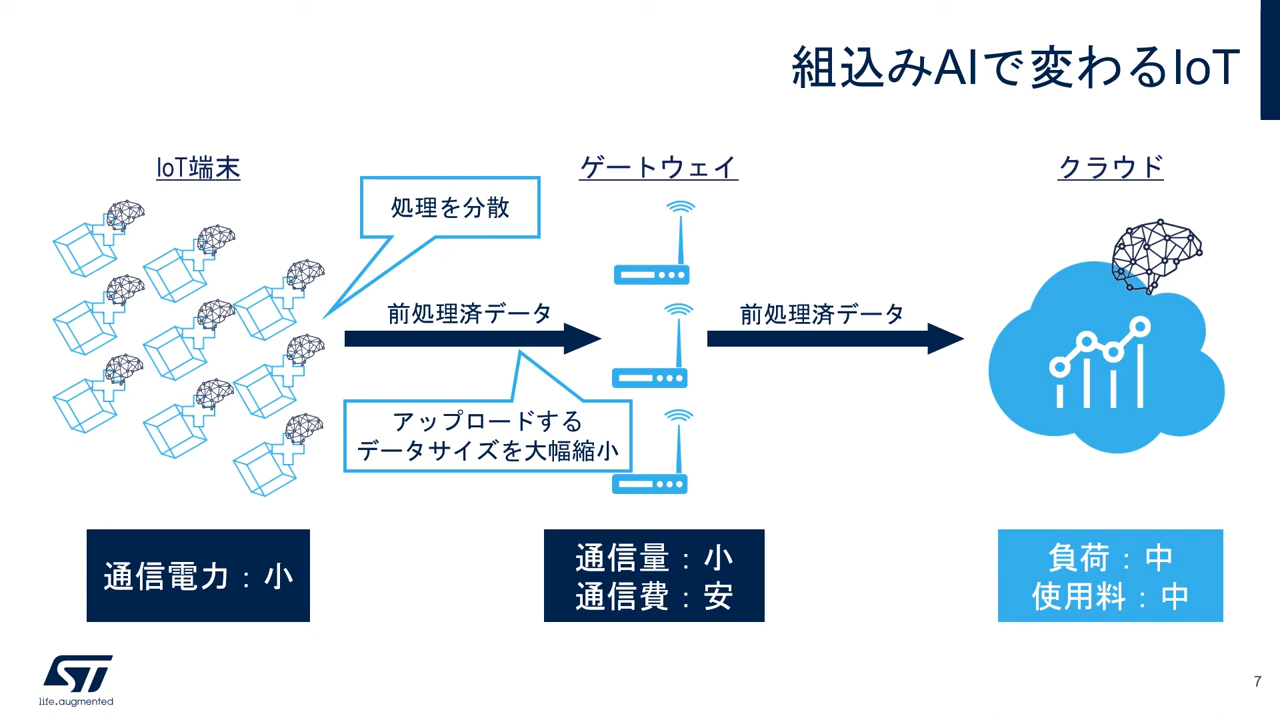 組込みAIで変わるIoT
IoT端末
ゲートウェイ
クラウド
処理を分散
前処理済データ
前処理済データ
アップロードする
データサイズを大幅縮小
通信電力：小
通信量：小
通信費：安
負荷：中
使用料：中
ST
life.augmented
7